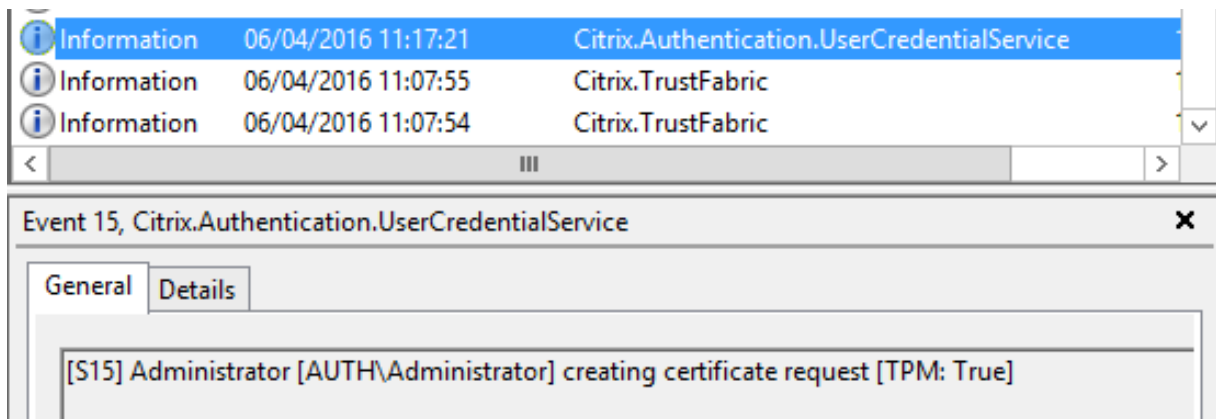 Information 06/04/2016 11:17:21 Citrix.Authentication.UserCredentialService
Information 06/04/2016 11:07:55 Citrix.TrustFabric
Information 06/04/2016 11:07:54 Citrix.TrustFabric
Event 15, Citrix.Authentication.UserCredentialService
General Details
[S15] Administrator [AUTH\Administrator] creating certificate request [TPM: True]